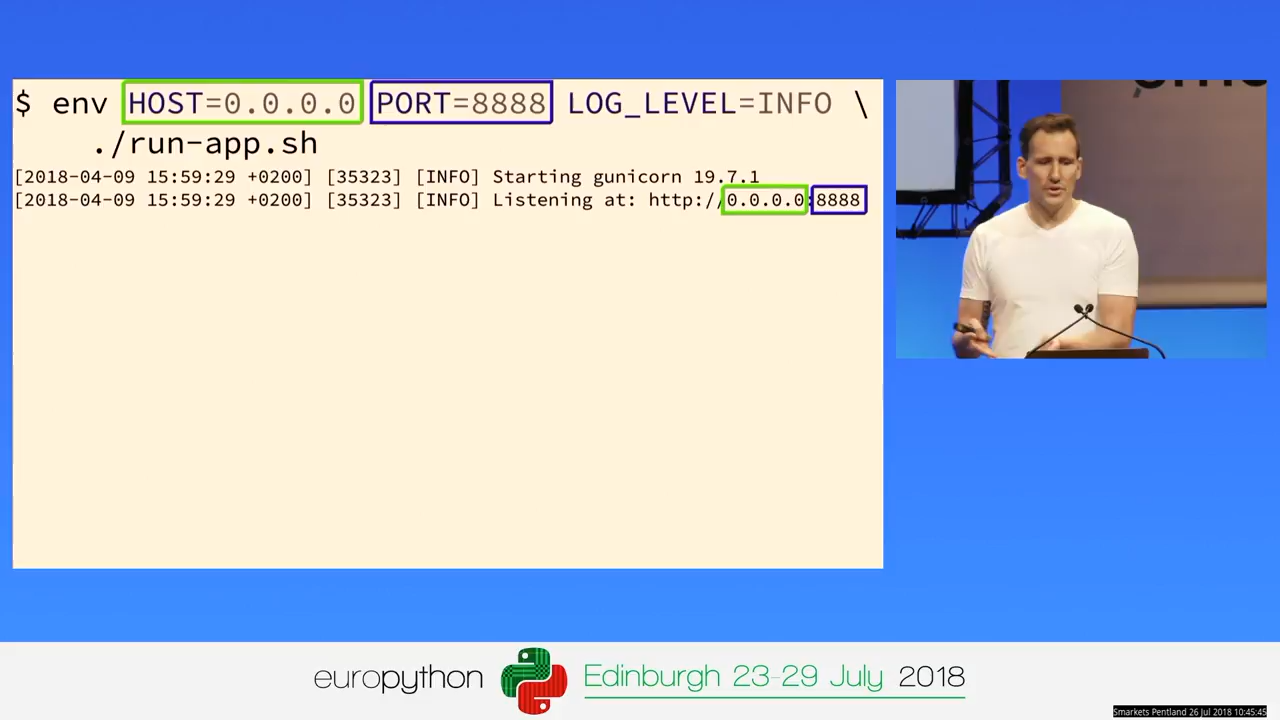 $ env HOST=0.0.0.0 PORT=8888 LOG_LEVEL=INFO \
./run-app.sh
[2018-04-09 15:59:29 +0200] [35323] [INFO] Starting gunicorn 19.7.1
[2018-04-09 15:59:29 +0200] [35323] [INFO] Listening at: http://0.0.0.0:8888
europython Edinburgh 23-29 July 2018
Smarkets Pentland 26 Jul 2018 10:45:45